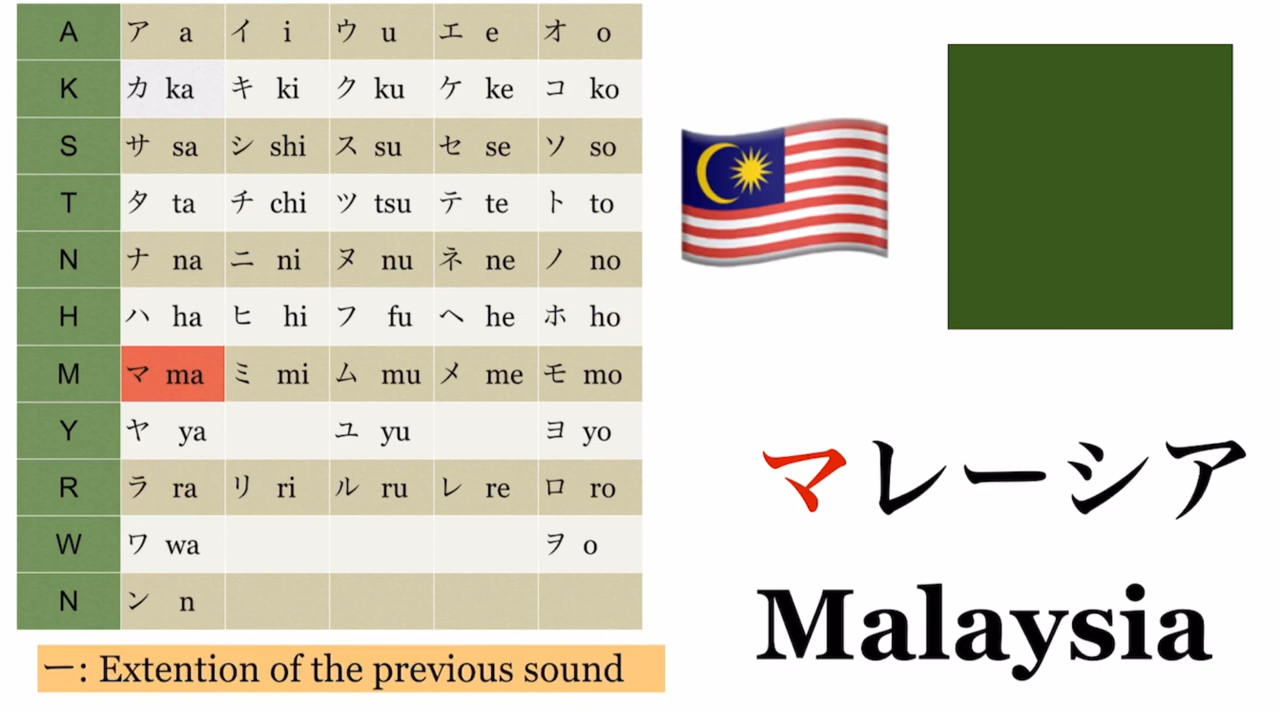 A ア a イ i ウ u エ e オ o
K カ ka キ ki ク ku ケ ke コ ko
S サ sa シ shi ス su セ se ソ so
T タ ta チ chi ツ tsu テ te ト to
N ナ na ニ ni ヌ nu ネ ne ノ no
H ハ ha ヒ hi フ fu ヘ he ホ ho
M マ ma ミ mi ム mu メ me モ mo
Y ヤ ya ユ yu ヨ yo
R ラ ra リ ri ル ru レ re ロ ro
W ワ wa ヲ o
N ン n
ー: Extention of the previous sound
マレーシア
Malaysia